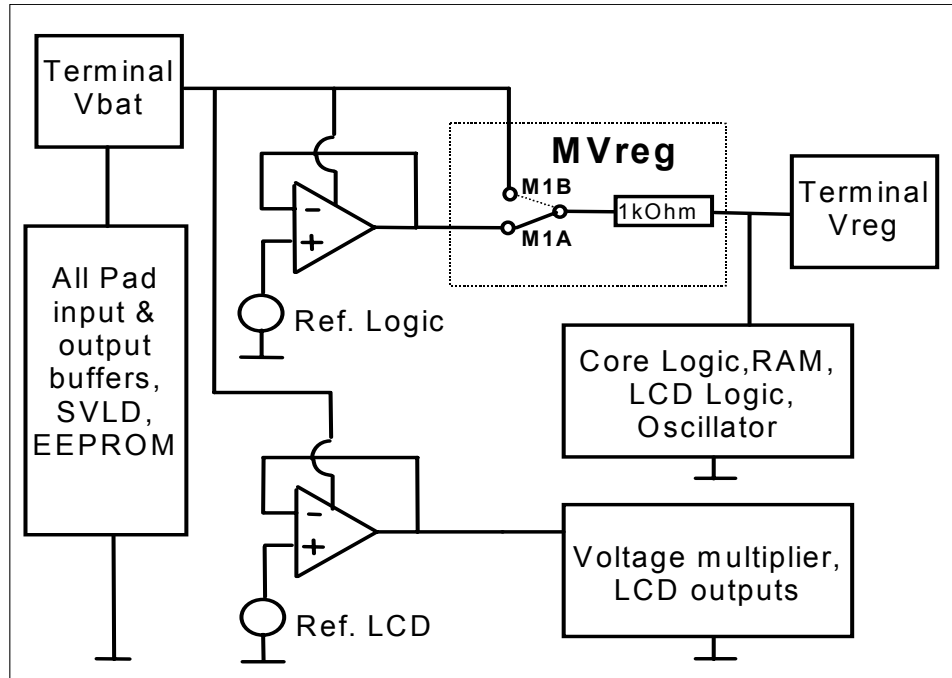 Terminal
Vbat
MVreg
M1B
M1A
1kOhm
Terminal
Vreg
-
+
Ref. Logic
All Pad
input &
output
buffers,
SVLD,
EEPROM
Core Logic,RAM,
LCD Logic,
Oscillator
-
+
Ref. LCD
Voltage multiplier,
LCD outputs